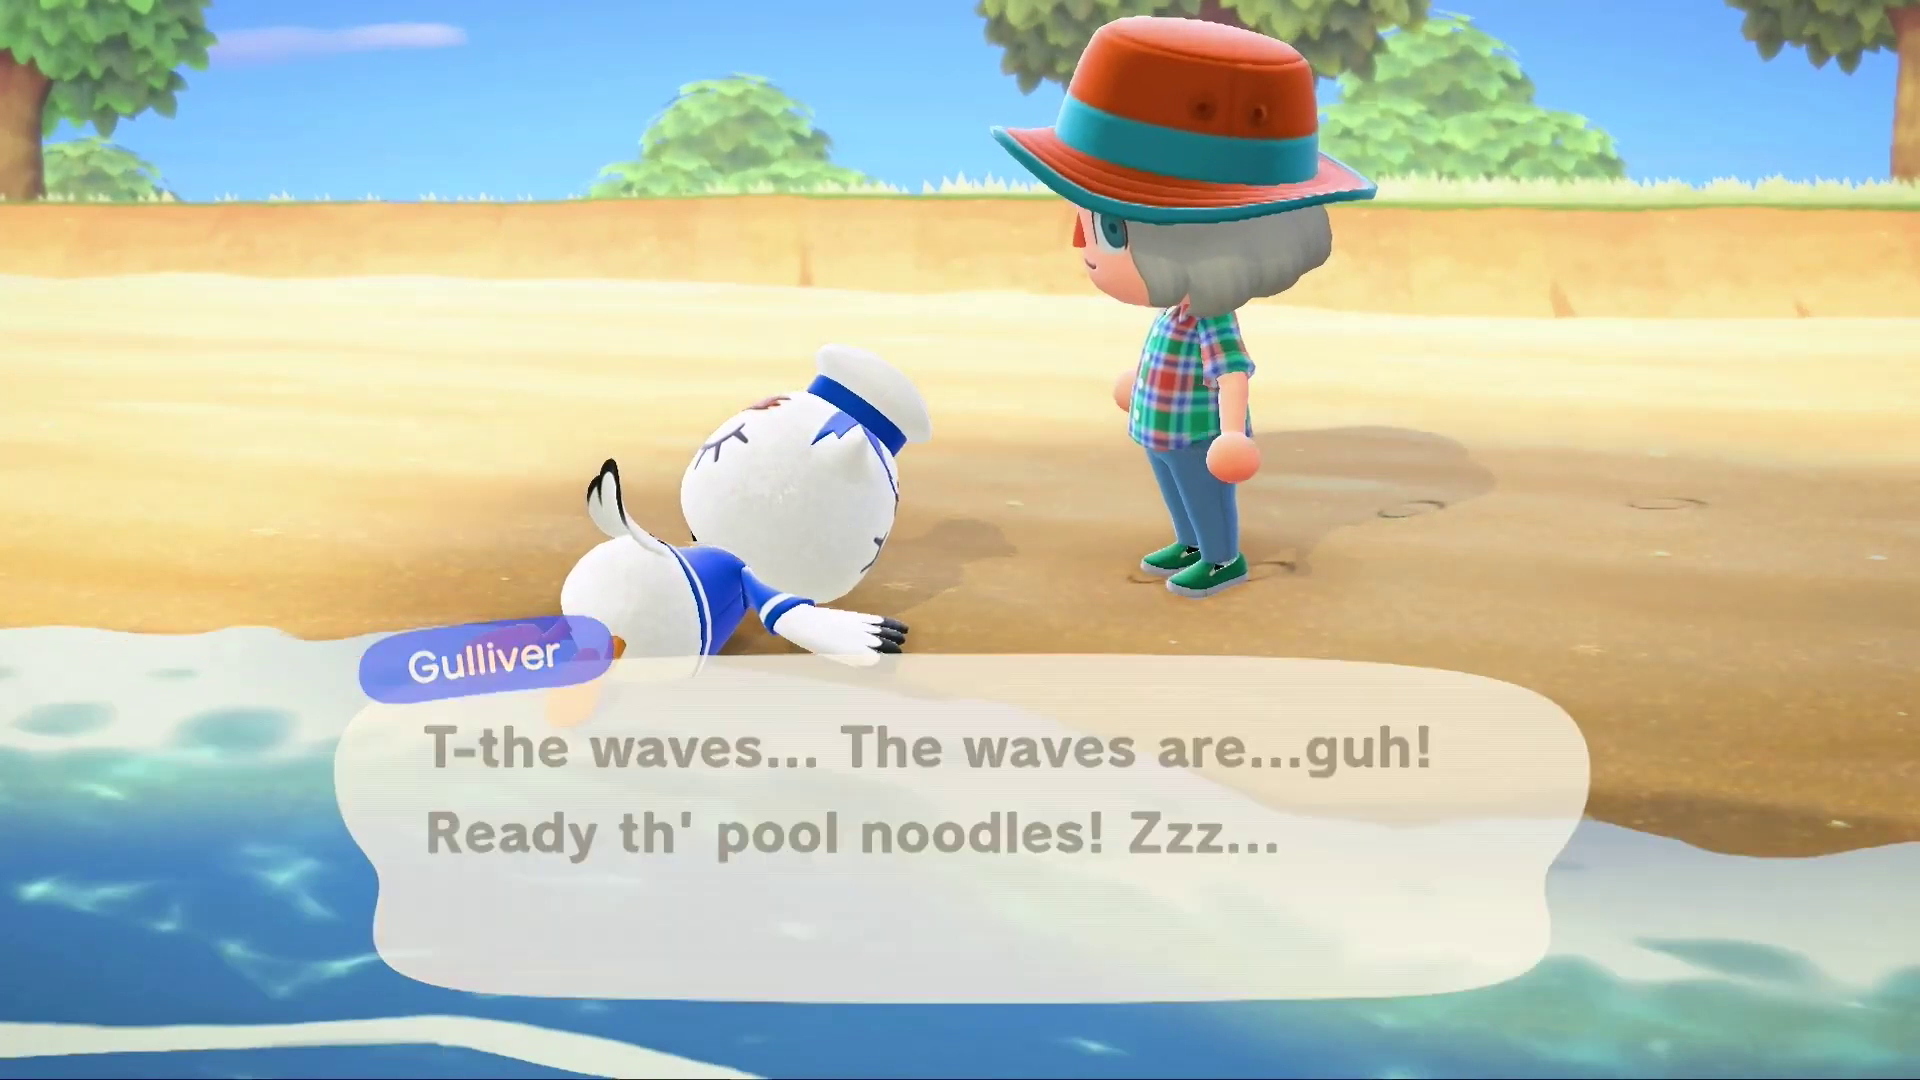 Gulliver
T-the waves... The waves are...guh!
Ready th' pool noodles! Zzz...